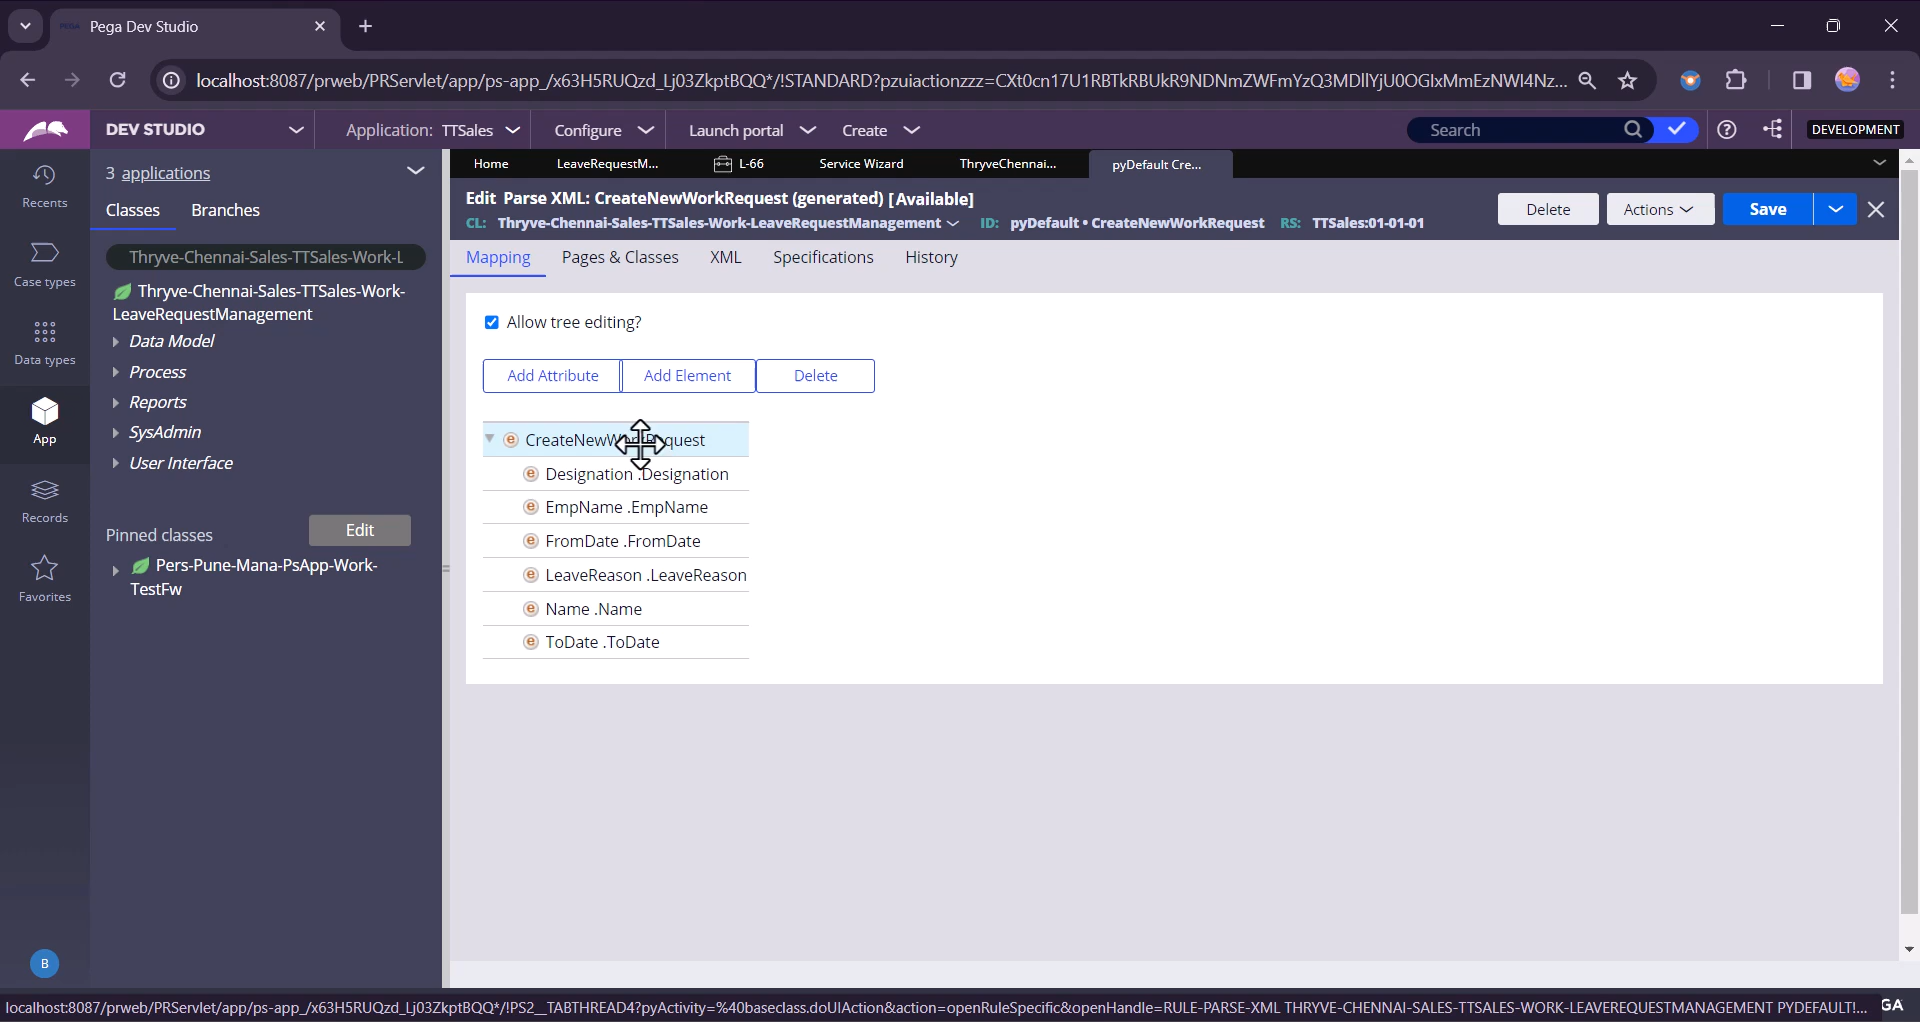 Pega Dev Studio
localhost:8087/prweb/PRServlet/app/ps-app_/x63H5RUQzd_Lj03ZkptBQQ*/!STANDARD?pzuiactionzzz=CXt0cn17U1RBTkRBUkR9NDNmZWFmYzQ3MDllYjU0OGIxMmEzNWI4Nz...
DEV STUDIO
Application: TTSales
Configure
Launch portal
Create
Search
DEVELOPMENT
Recents
Case types
Data types
App
Records
Favorites
B
3 applications
Classes
Branches
Thryve-Chennai-Sales-TTSales-Work-L
Thryve-Chennai-Sales-TTSales-Work-
LeaveRequestManagement
Data Model
Process
Reports
SysAdmin
User Interface
Pinned classes
Edit
Pers-Pune-Mana-PsApp-Work-
TestFw
Home
LeaveRequestM...
L-66
Service Wizard
ThryveChennai...
pyDefault Cre...
Edit Parse XML: CreateNewWorkRequest (generated) [Available]
CL: Thryve-Chennai-Sales-TTSales-Work-LeaveRequestManagement ID: pyDefault • CreateNewWorkRequest RS: TTSales:01-01-01
Delete
Actions
Save
Mapping
Pages & Classes
XML
Specifications
History
Allow tree editing?
Add Attribute
Add Element
Delete
CreateNewWorkRequest
Designation .Designation
EmpName .EmpName
FromDate .FromDate
LeaveReason .LeaveReason
Name .Name
ToDate .ToDate
localhost:8087/prweb/PRServlet/app/ps-app_/x63H5RUQzd_Lj03ZkptBQQ*/!PS2__TABTHREAD4?pyActivity=%40baseclass.doUIAction&action=openRuleSpecific&openHandle=RULE-PARSE-XML THRYVE-CHENNAI-SALES-TTSALES-WORK-LEAVEREQUESTMANAGEMENT PYDEFAULT!...
GA